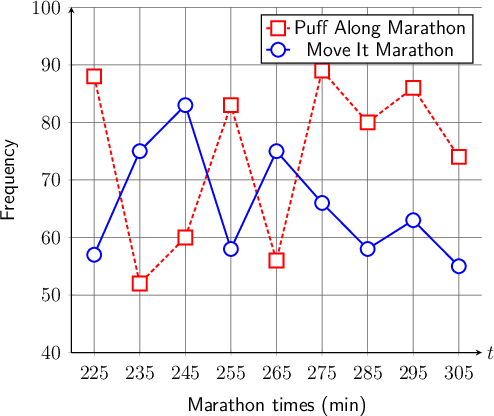 Puff Along Marathon
Move It Marathon
Frequency
100
90
80
70
60
50
40
225 235 245 255 265 275 285 295 305 t
Marathon times (min)